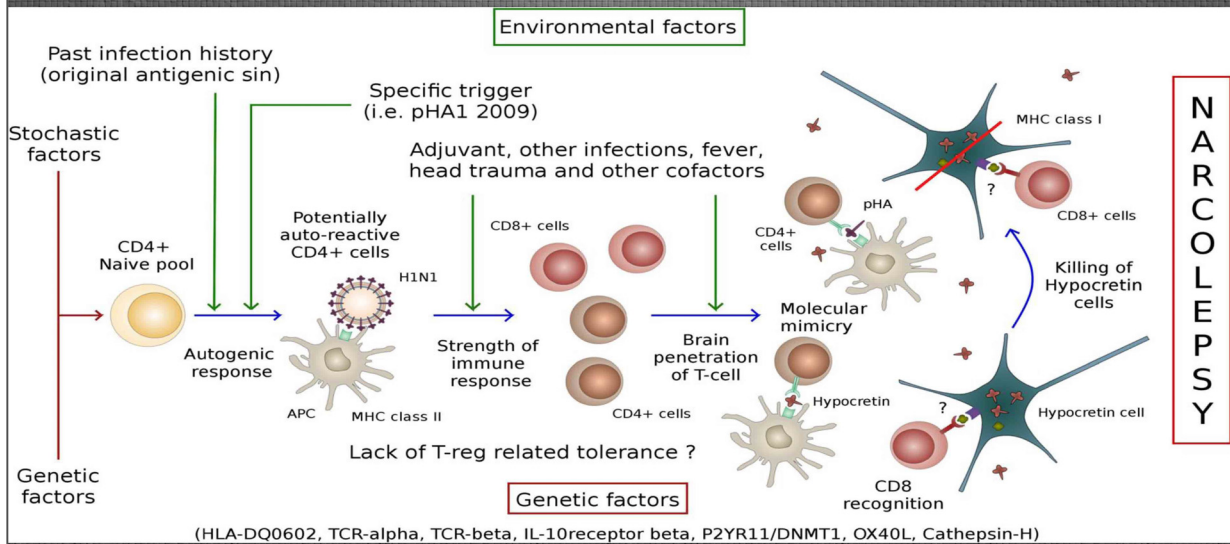 Environmental factors
Past infection history
(original antigenic sin)
Specific trigger
(i.e. pHA1 2009)
Stochastic
factors
Adjuvant, other infections, fever,
head trauma and other cofactors
CD4+
Naive pool
Potentially
auto-reactive
CD4+ cells
H1N1
CD8+ cells
CD4+
cells
pHA
MHC class I
?
CD8+ cells
Autogenic
response
APC
MHC class II
Strength of
immune
response
CD4+ cells
Brain
penetration
of T-cell
Molecular
mimicry
Hypocretin
Killing of
Hypocretin
cells
?
Hypocretin cell
CD8
recognition
Lack of T-reg related tolerance ?
Genetic
factors
Genetic factors
(HLA-DQ0602, TCR-alpha, TCR-beta, IL-10receptor beta, P2YR11/DNMT1, OX40L, Cathepsin-H)
N
A
R
C
O
L
E
P
S
Y